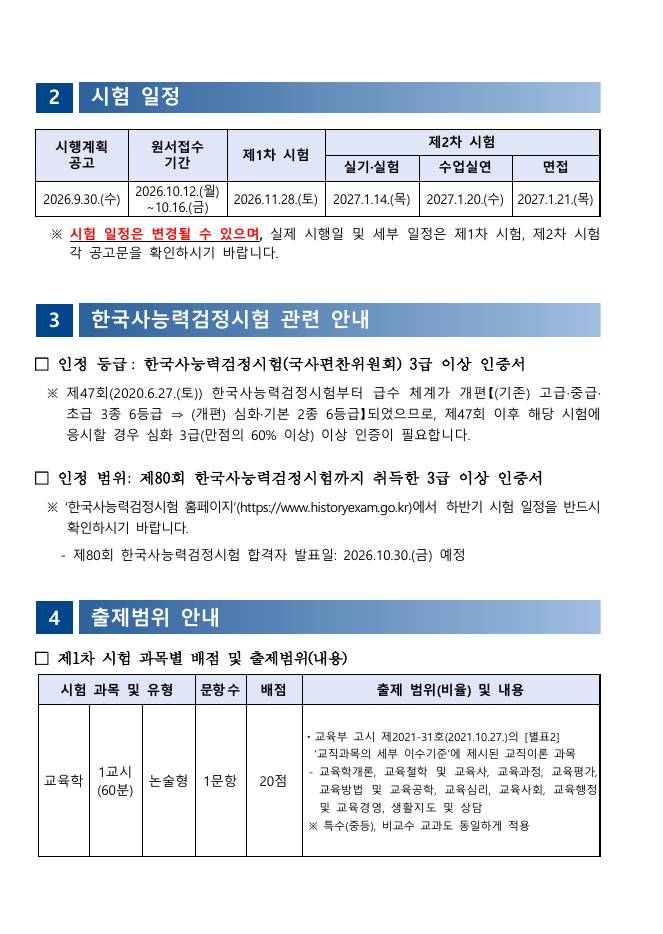 2 시험 일정
시행계획 공고 | 원서접수 기간 | 제1차 시험 | 제2차 시험
실기·실험 | 수업실연 | 면접
2026.9.30.(수) | 2026.10.12.(월) ~10.16.(금) | 2026.11.28.(토) | 2027.1.14.(목) | 2027.1.20.(수) | 2027.1.21.(목)
※ 시험 일정은 변경될 수 있으며, 실제 시행일 및 세부 일정은 제1차 시험, 제2차 시험
각 공고문을 확인하시기 바랍니다.
3 한국사능력검정시험 관련 안내
□ 인정 등급 : 한국사능력검정시험(국사편찬위원회) 3급 이상 인증서
※ 제47회(2020.6.27.(토)) 한국사능력검정시험부터 급수 체계가 개편【(기존) 고급·중급·
초급 3종 6등급 ⇒ (개편) 심화·기본 2종 6등급】되었으므로, 제47회 이후 해당 시험에
응시할 경우 심화 3급(만점의 60% 이상) 이상 인증이 필요합니다.
□ 인정 범위: 제80회 한국사능력검정시험까지 취득한 3급 이상 인증서
※ '한국사능력검정시험 홈페이지'(https://www.historyexam.go.kr)에서 하반기 시험 일정을 반드시
확인하시기 바랍니다.
- 제80회 한국사능력검정시험 합격자 발표일: 2026.10.30.(금) 예정
4 출제범위 안내
□ 제1차 시험 과목별 배점 및 출제범위(내용)
시험 과목 및 유형 | 문항수 | 배점 | 출제 범위(비율) 및 내용
교육학 | 1교시 (60분) | 논술형 | 1문항 | 20점
· 교육부 고시 제2021-31호(2021.10.27.)의 [별표2]
'교직과목의 세부 이수기준'에 제시된 교직이론 과목
- 교육학개론, 교육철학 및 교육사, 교육과정, 교육평가,
교육방법 및 교육공학, 교육심리, 교육사회, 교육행정
및 교육경영, 생활지도 및 상담
※ 특수(중등), 비교수 교과도 동일하게 적용